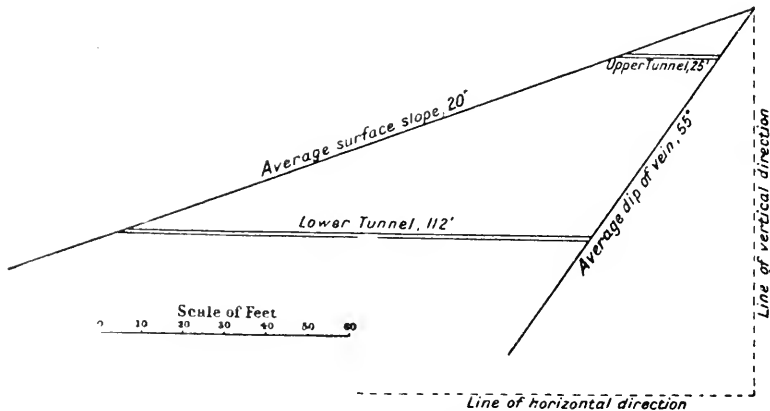 Upper Tunnel, 25'
Average surface slope, 20°
Average dip of vein, 55°
Line of vertical direction
Lower Tunnel, 112'
Scale of Feet
0 10 20 30 40 50 60
Line of horizontal direction